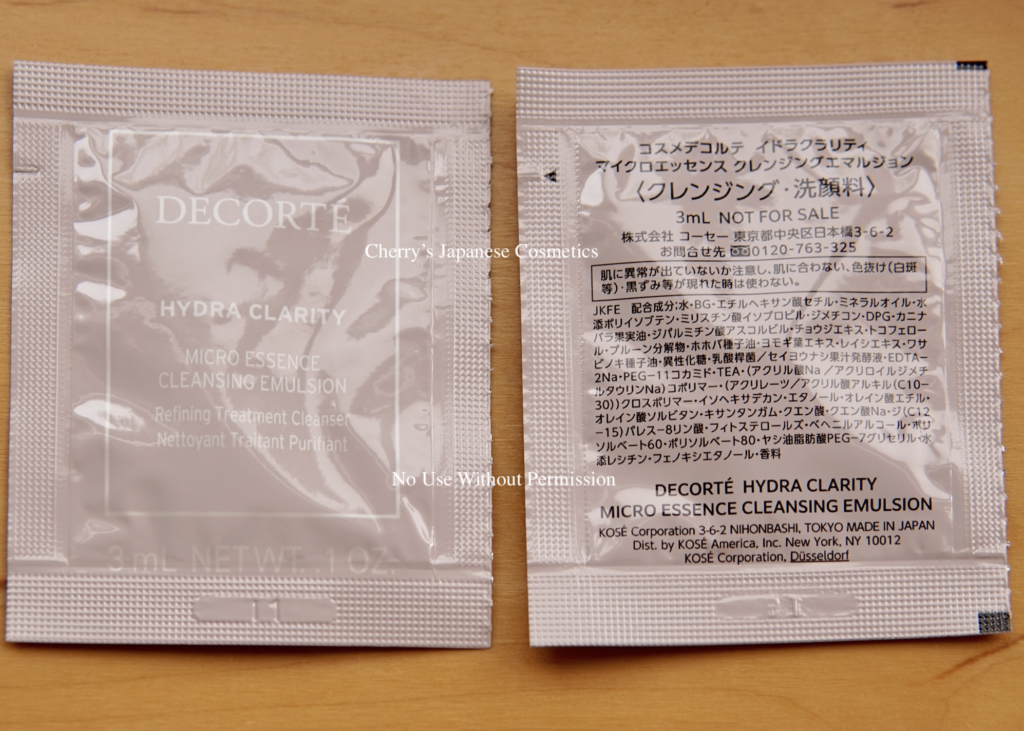 DECORTÉ
HYDRA CLARITY
MICRO ESSENCE
CLEANSING EMULSION
Refining Treatment Cleanser
Nettoyant Traitant Purifiant
3 mL NET WT. .1 OZ.
11
コスメデコルテ イドラクラリティ
マイクロエッセンス クレンジングエマルジョン
〈クレンジング・洗顔料〉
3mL NOT FOR SALE
株式会社 コーセー 東京都中央区日本橋3-6-2
お問合せ先 0120-763-325
肌に異常が出ていないか注意し、肌に合わない、色抜け(白斑
等)・黒ずみ等が現れた時は使わない。
JKFE 配合成分:水・BG・エチルヘキサン酸セチル・ミネラルオイル・水
添ポリイソブテン・ミリスチン酸イソプロピル・ジメチコン・DPG・カニナ
バラ果実油・ジパルミチン酸アスコルビル・チョウジエキス・トコフェロー
ル・プルーン分解物・ホホバ種子油・ヨモギ葉エキス・レイシエキス・ワサ
ビノキ種子油・異性化糖・乳酸桿菌/セイヨウナシ果汁発酵液・EDTA-
2Na・PEG-11コカミド・TEA・(アクリル酸Na/アクリロイルジメチ
ルタウリンNa)コポリマー・(アクリレーツ/アクリル酸アルキル(C10-
30))クロスポリマー・イソヘキサデカン・エタノール・オレイン酸エチル・
オレイン酸ソルビタン・キサンタンガム・クエン酸・クエン酸Na・ジ(C12
-15)パレス-8リン酸・フィトステロールズ・ベヘニルアルコール・ポリ
ソルベート60・ポリソルベート80・ヤシ油脂肪酸PEG-7グリセリル・水
添レシチン・フェノキシエタノール・香料
DECORTÉ HYDRA CLARITY
MICRO ESSENCE CLEANSING EMULSION
KOSÉ Corporation 3-6-2 NIHONBASHI, TOKYO MADE IN JAPAN
Dist. by KOSÉ America, Inc. New York, NY 10012
KOSÉ Corporation, Düsseldorf
A
Cherry's Japanese Cosmetics
No Use Without Permission